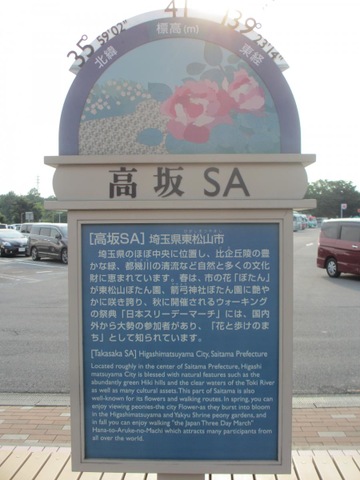 35° 59'02" 41 139° 23'14"
北緯 標高(m) 東経
高坂 SA
[高坂SA] 埼玉県東松山市
埼玉県のほぼ中央に位置し、比企丘陵の豊
かな緑、都幾川の清流など自然と多くの文化
財に恵まれています。春は、市の花『ぼたん』
が東松山ぼたん園、箭弓神社ぼたん園に艶や
かに咲き誇り、秋に開催されるウォーキング
の祭典『日本スリーデーマーチ』には、国内
外から大勢の参加者があり、「花と歩けのま
ち」として知られています。
[Takasaka SA] Higashimatsuyama City, Saitama Prefecture
Located roughly in the center of Saitama Prefecture, Higashi
matsuyama City is blessed with natural features such as the
abundantly green Hiki hills and the clear waters of the Toki River
as well as many cultural assets.This part of Saitama is also
well-known for its flowers and walking routes. In spring, you can
enjoy viewing peonies-the city Flower-as they burst into bloom
in the Higashimatsuyama and Yakyu Shrine peony gardens, and
in fall you can enjoy walking "the Japan Three Day March"
Hana-to-Aruke-no-Machi which attracts many participants from
all over the world.